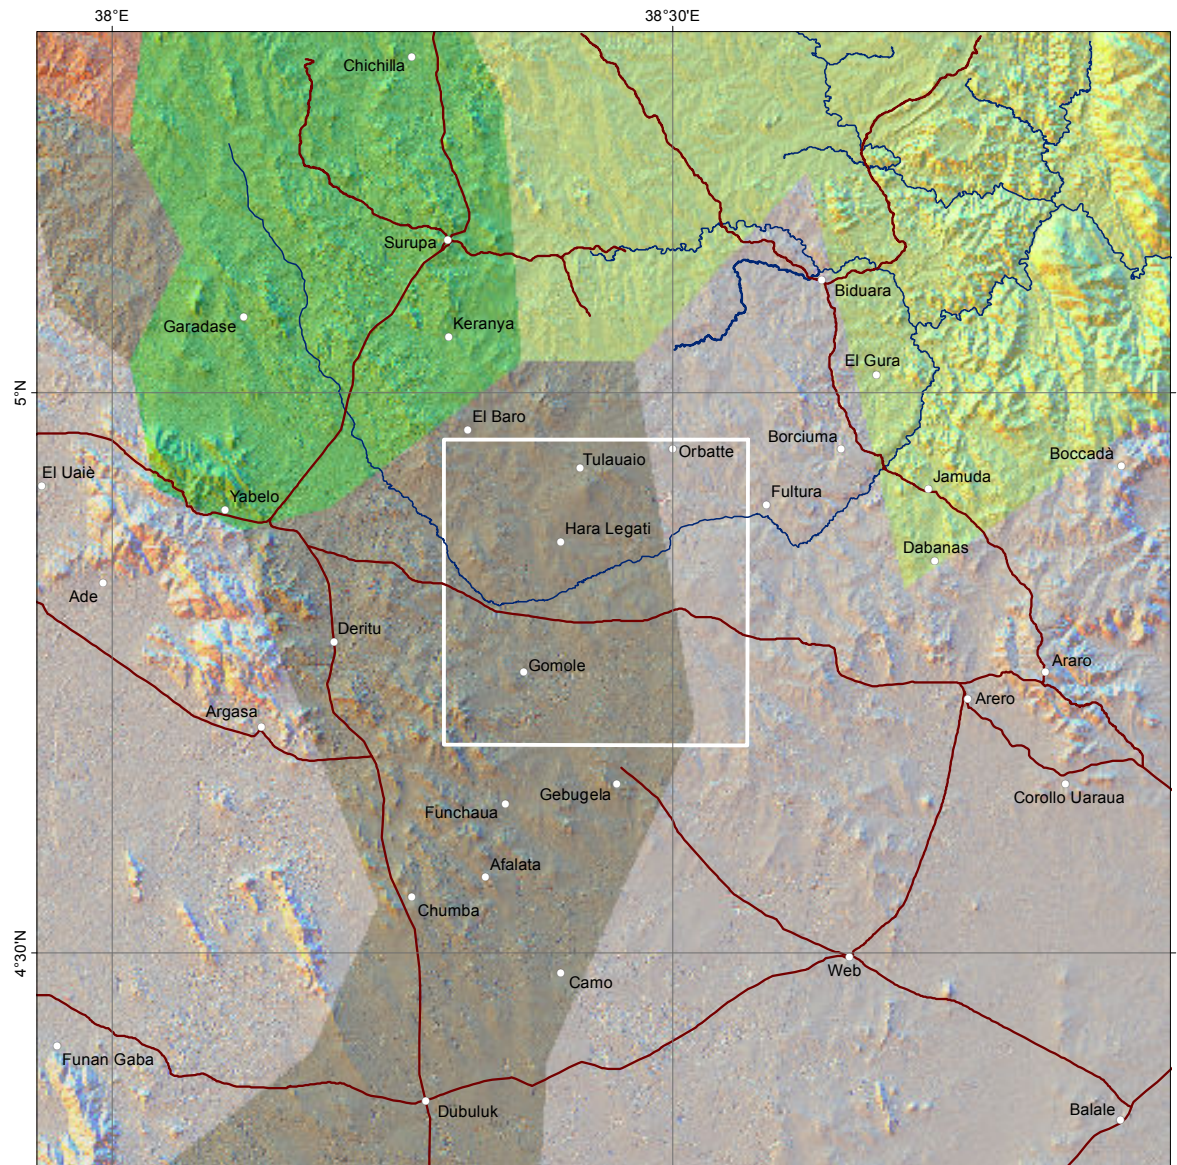 38°E
38°30'E
Chichilla
Surupa
Biduara
Garadase
Keranya
El Gura
5°N
El Baro
Borciuma
Orbatte
Boccadà
Tulauaio
El Uaiè
Jamuda
Yabelo
Fultura
Hara Legati
Dabanas
Ade
Deritu
Araro
Gomole
Arero
Argasa
Gebugela
Corollo Uaraua
Funchaua
Afalata
Chumba
4°30'N
Web
Camo
Funan Gaba
Dubuluk
Balale